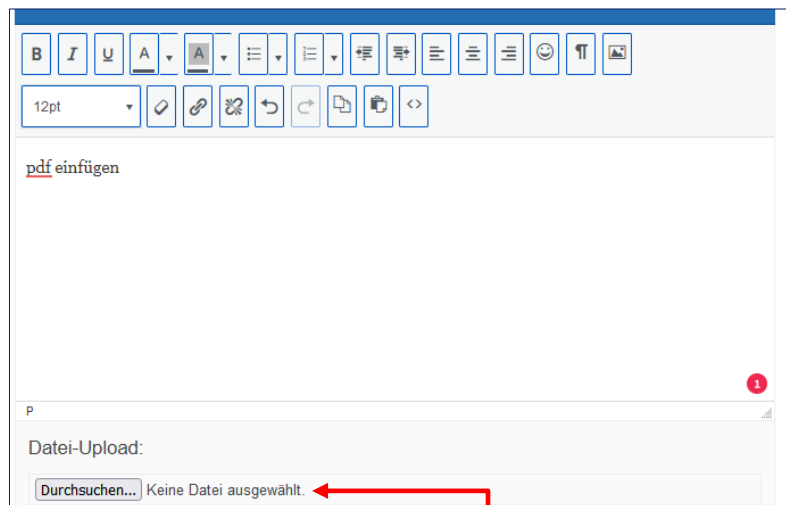 B I U A A
12pt
pdf einfügen
1
P
Datei-Upload:
Durchsuchen... Keine Datei ausgewählt.